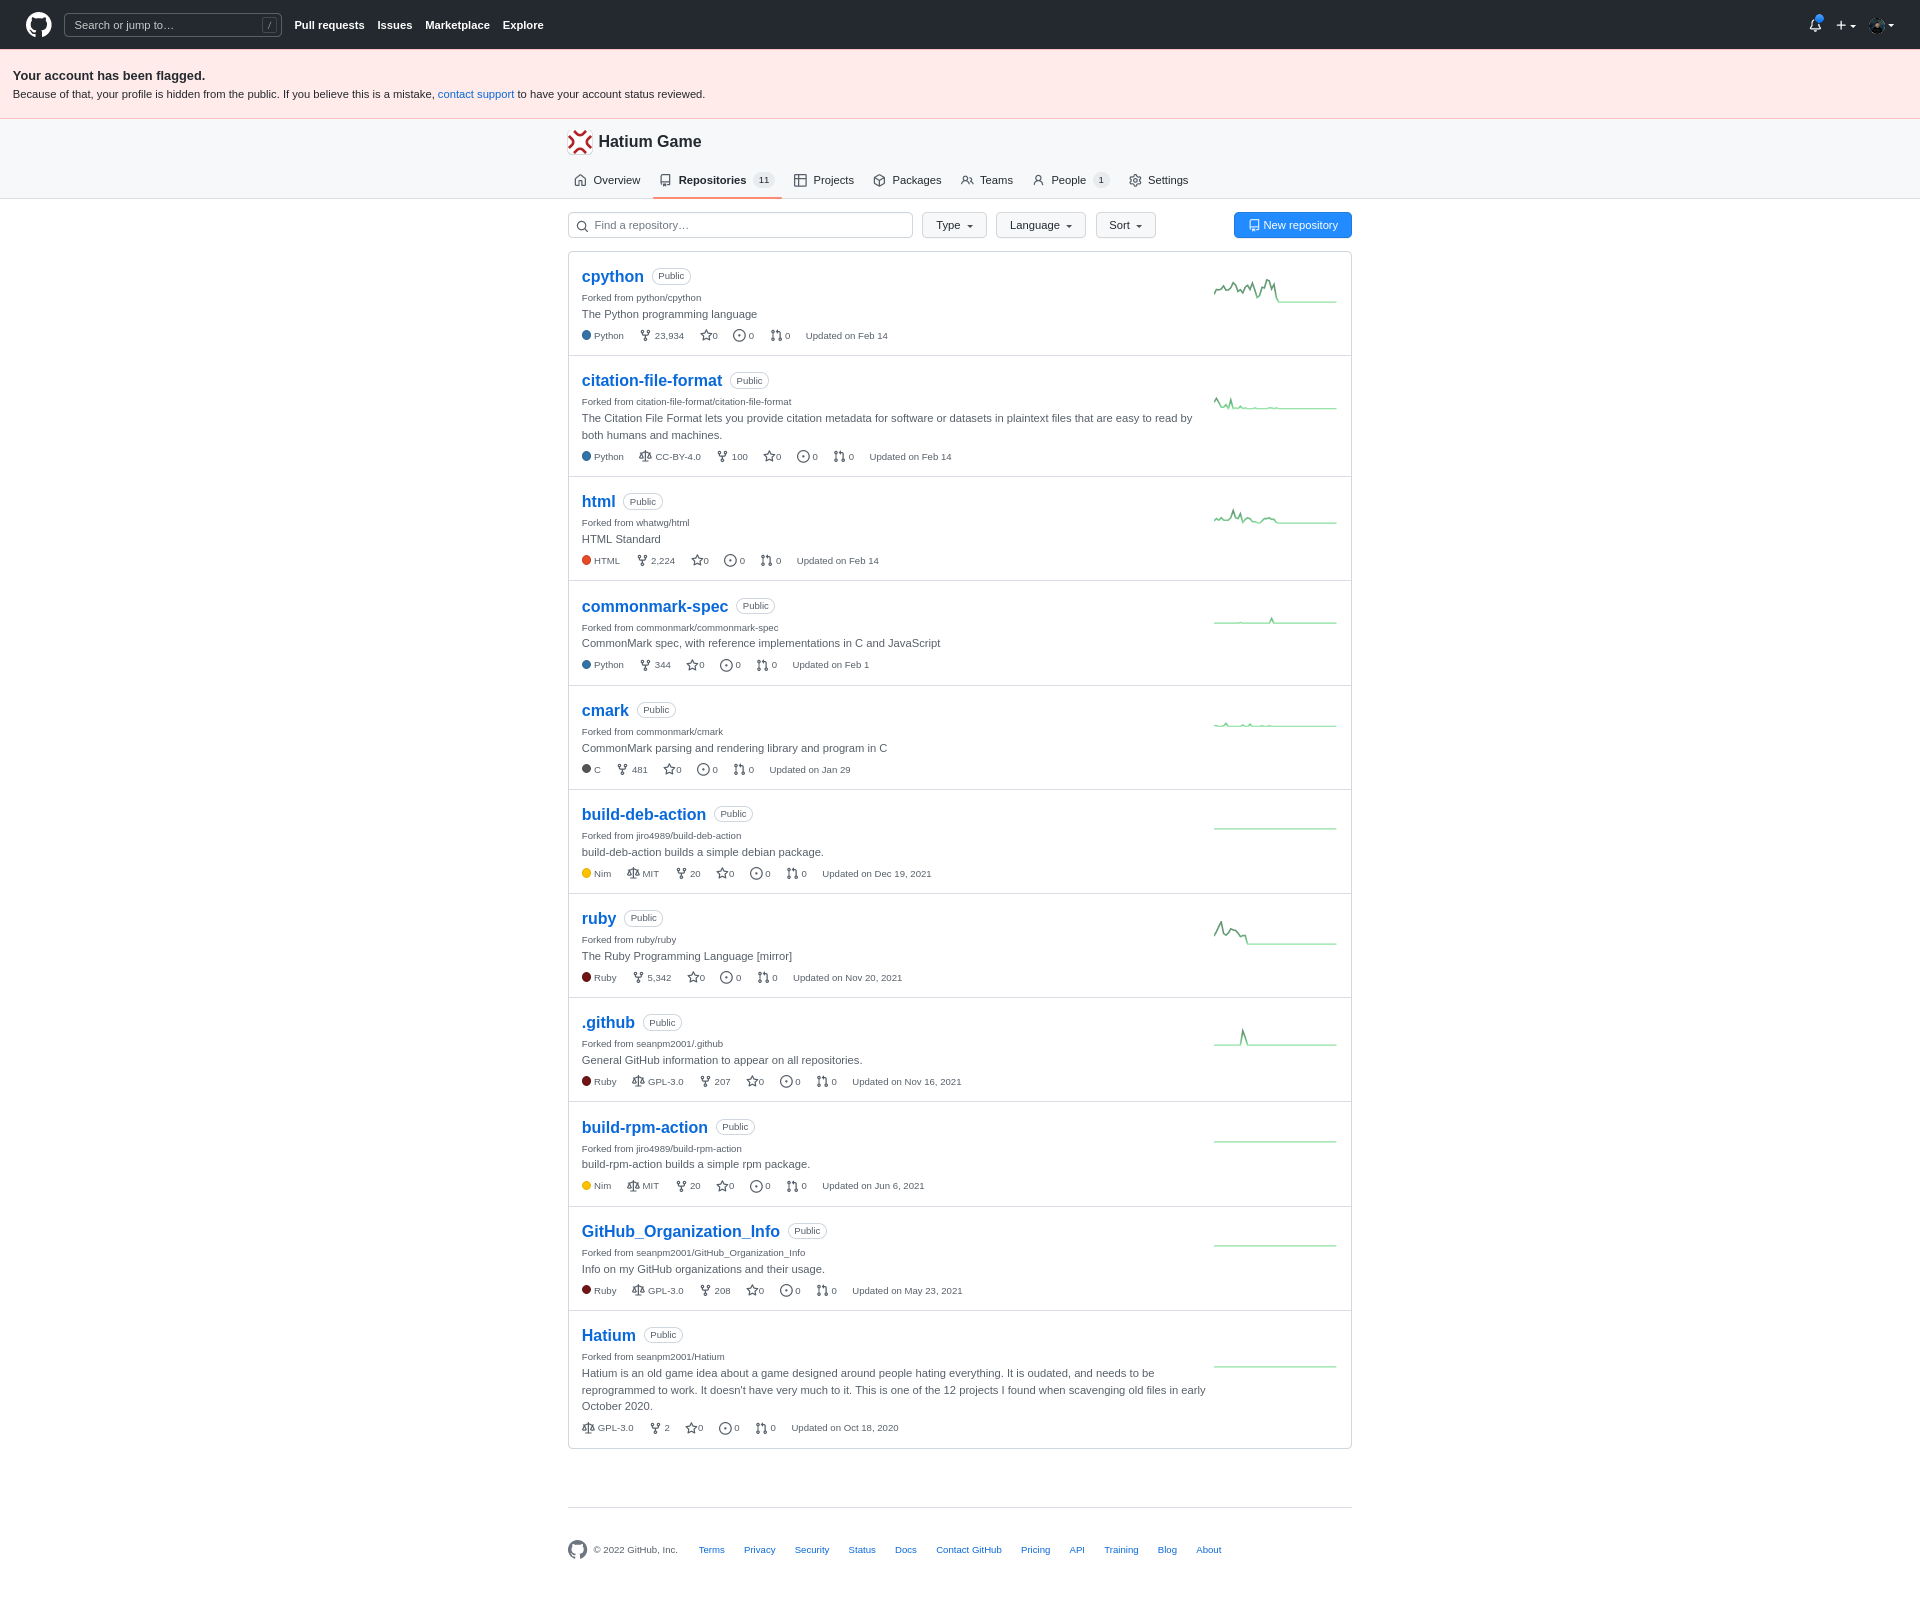 Search or jump to… /
Pull requests Issues Marketplace Explore
Your account has been flagged.
Because of that, your profile is hidden from the public. If you believe this is a mistake, contact support to have your account status reviewed.
Hatium Game
Overview Repositories 11 Projects Packages Teams People 1 Settings
Find a repository… Type Language Sort New repository
cpython Public
Forked from python/cpython
The Python programming language
Python 23,934 0 0 0 Updated on Feb 14
citation-file-format Public
Forked from citation-file-format/citation-file-format
The Citation File Format lets you provide citation metadata for software or datasets in plaintext files that are easy to read by
both humans and machines.
Python CC-BY-4.0 100 0 0 0 Updated on Feb 14
html Public
Forked from whatwg/html
HTML Standard
HTML 2,224 0 0 0 Updated on Feb 14
commonmark-spec Public
Forked from commonmark/commonmark-spec
CommonMark spec, with reference implementations in C and JavaScript
Python 344 0 0 0 Updated on Feb 1
cmark Public
Forked from commonmark/cmark
CommonMark parsing and rendering library and program in C
C 481 0 0 0 Updated on Jan 29
build-deb-action Public
Forked from jiro4989/build-deb-action
build-deb-action builds a simple debian package.
Nim MIT 20 0 0 0 Updated on Dec 19, 2021
ruby Public
Forked from ruby/ruby
The Ruby Programming Language [mirror]
Ruby 5,342 0 0 0 Updated on Nov 20, 2021
.github Public
Forked from seanpm2001/.github
General GitHub information to appear on all repositories.
Ruby GPL-3.0 207 0 0 0 Updated on Nov 16, 2021
build-rpm-action Public
Forked from jiro4989/build-rpm-action
build-rpm-action builds a simple rpm package.
Nim MIT 20 0 0 0 Updated on Jun 6, 2021
GitHub_Organization_Info Public
Forked from seanpm2001/GitHub_Organization_Info
Info on my GitHub organizations and their usage.
Ruby GPL-3.0 208 0 0 0 Updated on May 23, 2021
Hatium Public
Forked from seanpm2001/Hatium
Hatium is an old game idea about a game designed around people hating everything. It is oudated, and needs to be
reprogrammed to work. It doesn't have very much to it. This is one of the 12 projects I found when scavenging old files in early
October 2020.
GPL-3.0 2 0 0 0 Updated on Oct 18, 2020
© 2022 GitHub, Inc. Terms Privacy Security Status Docs Contact GitHub Pricing API Training Blog About